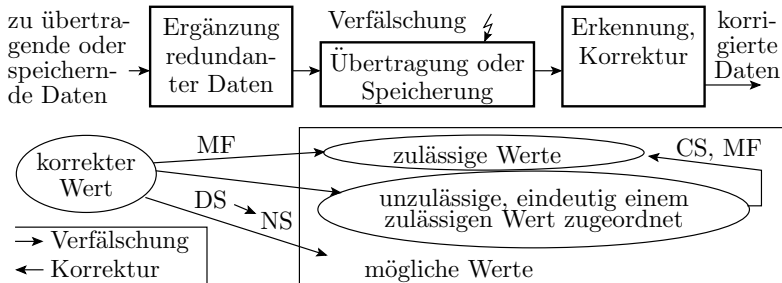 zu übertra-
gende oder
speichern-
de Daten
Ergänzung
redundan-
ter Daten
Verfälschung
Übertragung oder
Speicherung
Erkennung,
Korrektur
korri-
gierte
Daten
korrekter
Wert
MF
DS
NS
zulässige Werte
CS, MF
unzulässige, eindeutig einem
zulässigen Wert zugeordnet
mögliche Werte
Verfälschung
Korrektur